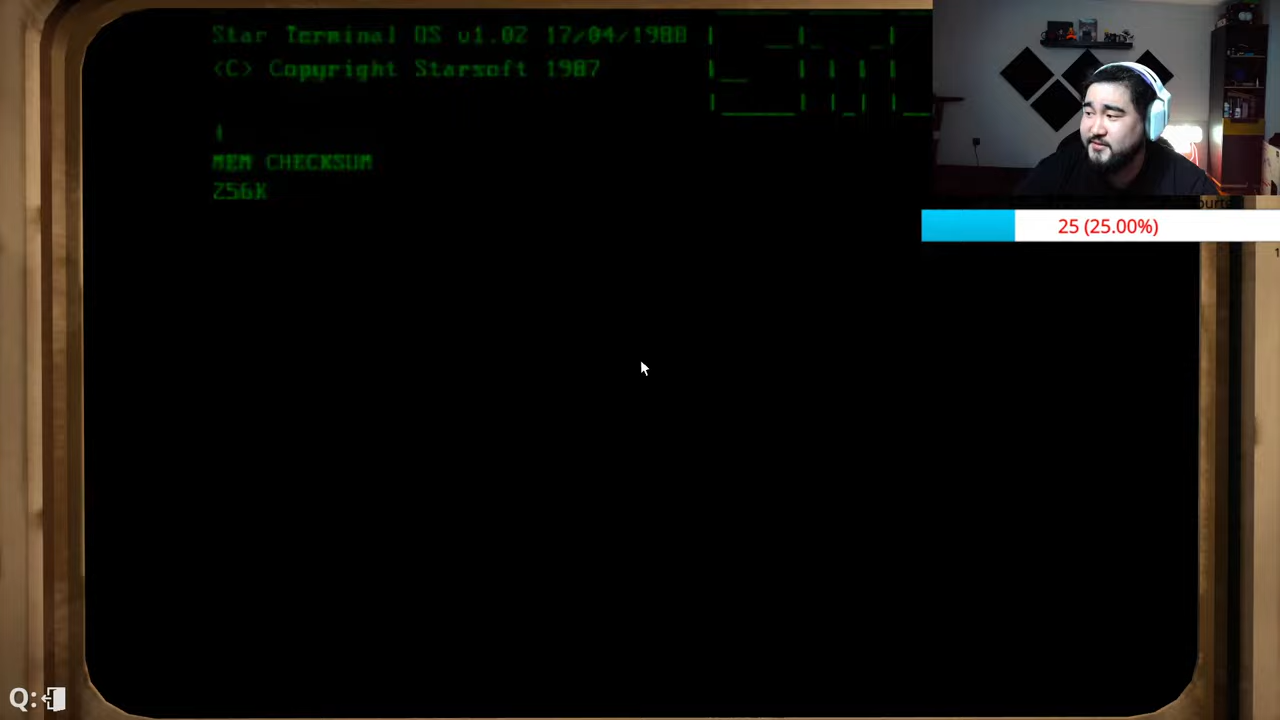 Star Terminal OS v1.02 17/04/1988
<C> Copyright Starsoft 1987
MEM CHECKSUM
256K
25 (25.00%)
Q: